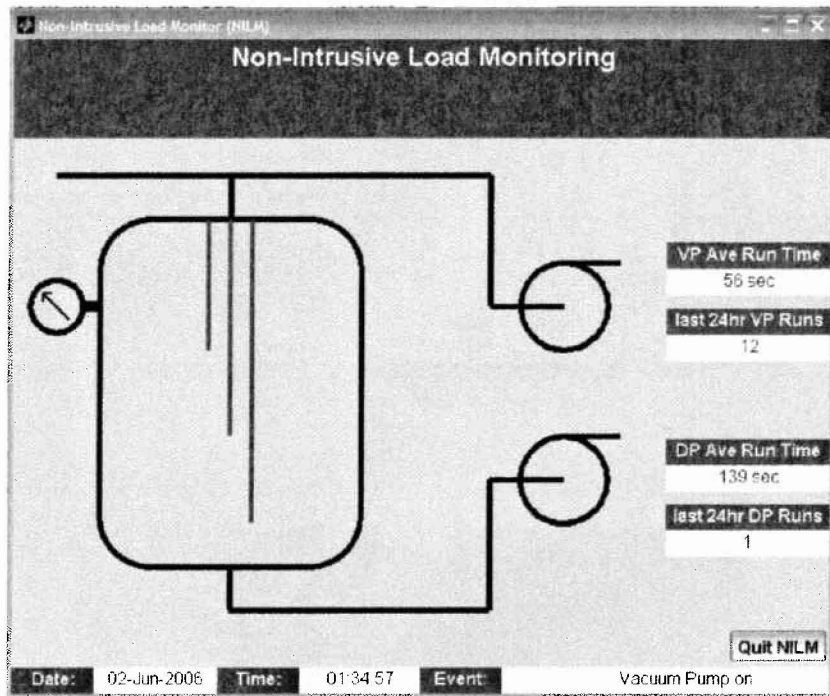 Non-Intrusive Load Monitor (NILM)
Non-Intrusive Load Monitoring
VP Ave Run Time
56 sec
last 24hr VP Runs
12
DP Ave Run Time
139 sec
last 24hr DP Runs
1
Quit NILM
Date: 02-Jun-2006 Time: 01:34:57 Event: Vacuum Pump on